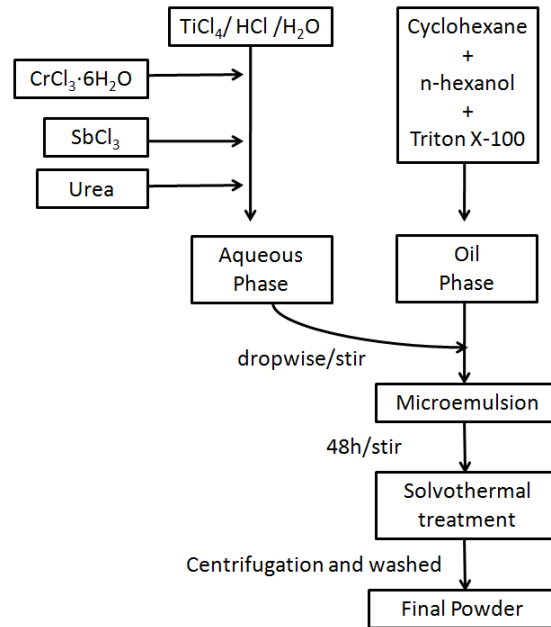 TiCl₄/ HCl /H₂O
CrCl₃·6H₂O
SbCl₃
Urea
Aqueous
Phase
Cyclohexane
+
n-hexanol
+
Triton X-100
Oil
Phase
dropwise/stir
Microemulsion
48h/stir
Solvothermal
treatment
Centrifugation and washed
Final Powder